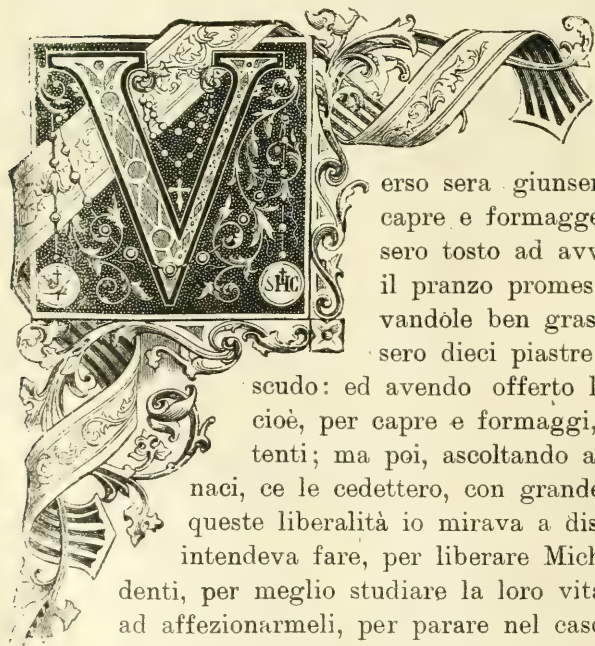 V
erso sera giunser
capre e formagge
sero tosto ad avv
il pranzo promes
vandole ben gras
sero dieci piastre
scudo: ed avendo offerto
cioè, per capre e formaggi,
tenti; ma poi, ascoltando a
naci, ce le cedettero, con grande
queste liberalità io mirava a dis
intendeva fare, per liberare Mich
denti, per meglio studiare la loro vita
ad affezionarmeli, per parare nel caso